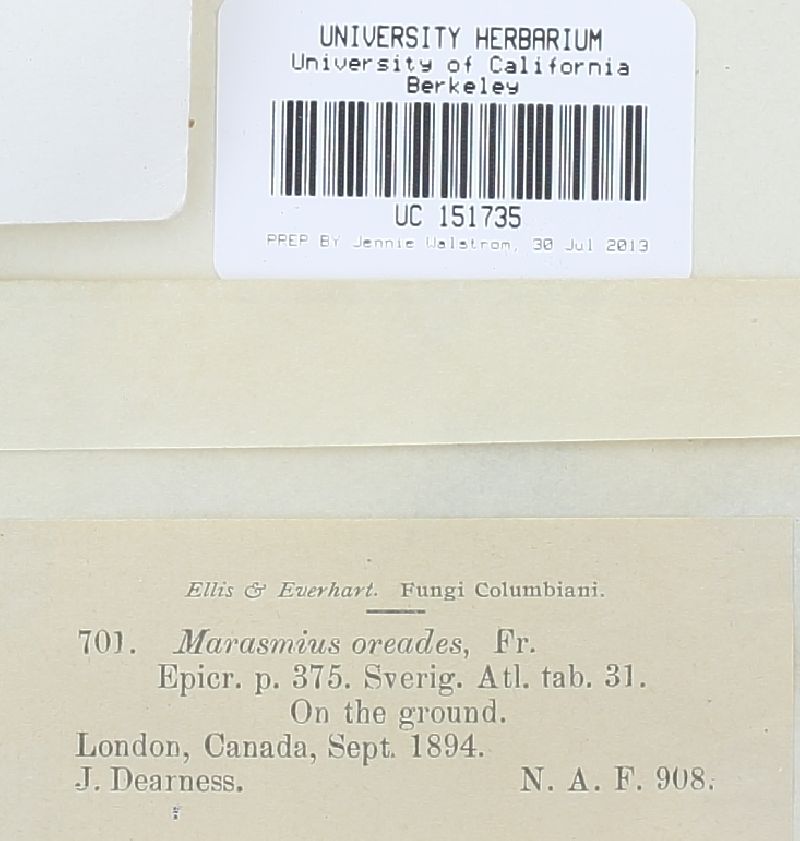 UNIVERSITY HERBARIUM
University of California
Berkeley
UC 151735
PREP BY Jennie Walstrom, 30 Jul 2013
Ellis & Everhart. Fungi Columbiani.
701. Marasmius oreades, Fr.
Epicr. p. 375. Sverig. Atl. tab. 31.
On the ground.
London, Canada, Sept. 1894.
J. Dearness. N. A. F. 908.